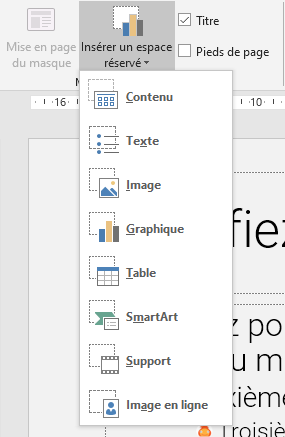 Mise en page
du masque
Insérer un espace
réservé
Titre
Pieds de page
16
10
Contenu
Texte
Image
Graphique
Table
SmartArt
Support
Image en ligne
fiez
z po
u m
xième
Troisiè